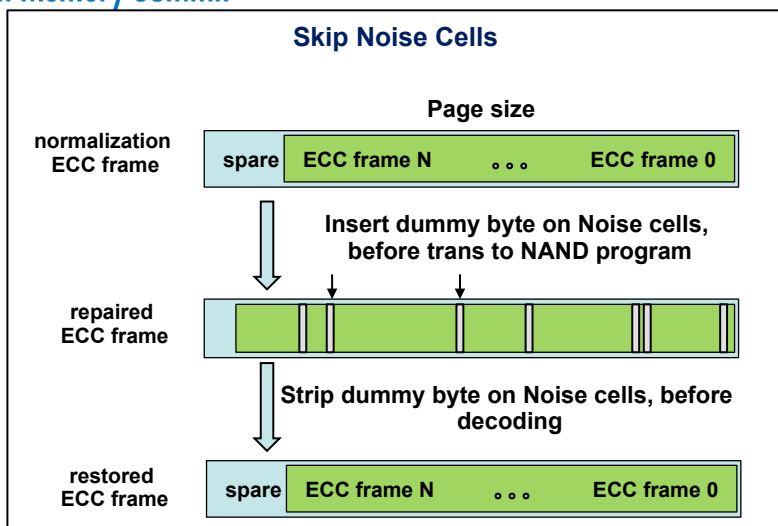 Skip Noise Cells
Page size
normalization
ECC frame
spare
ECC frame N
ECC frame 0
Insert dummy byte on Noise cells,
before trans to NAND program
repaired
ECC frame
Strip dummy byte on Noise cells, before
decoding
restored
ECC frame
spare
ECC frame N
ECC frame 0